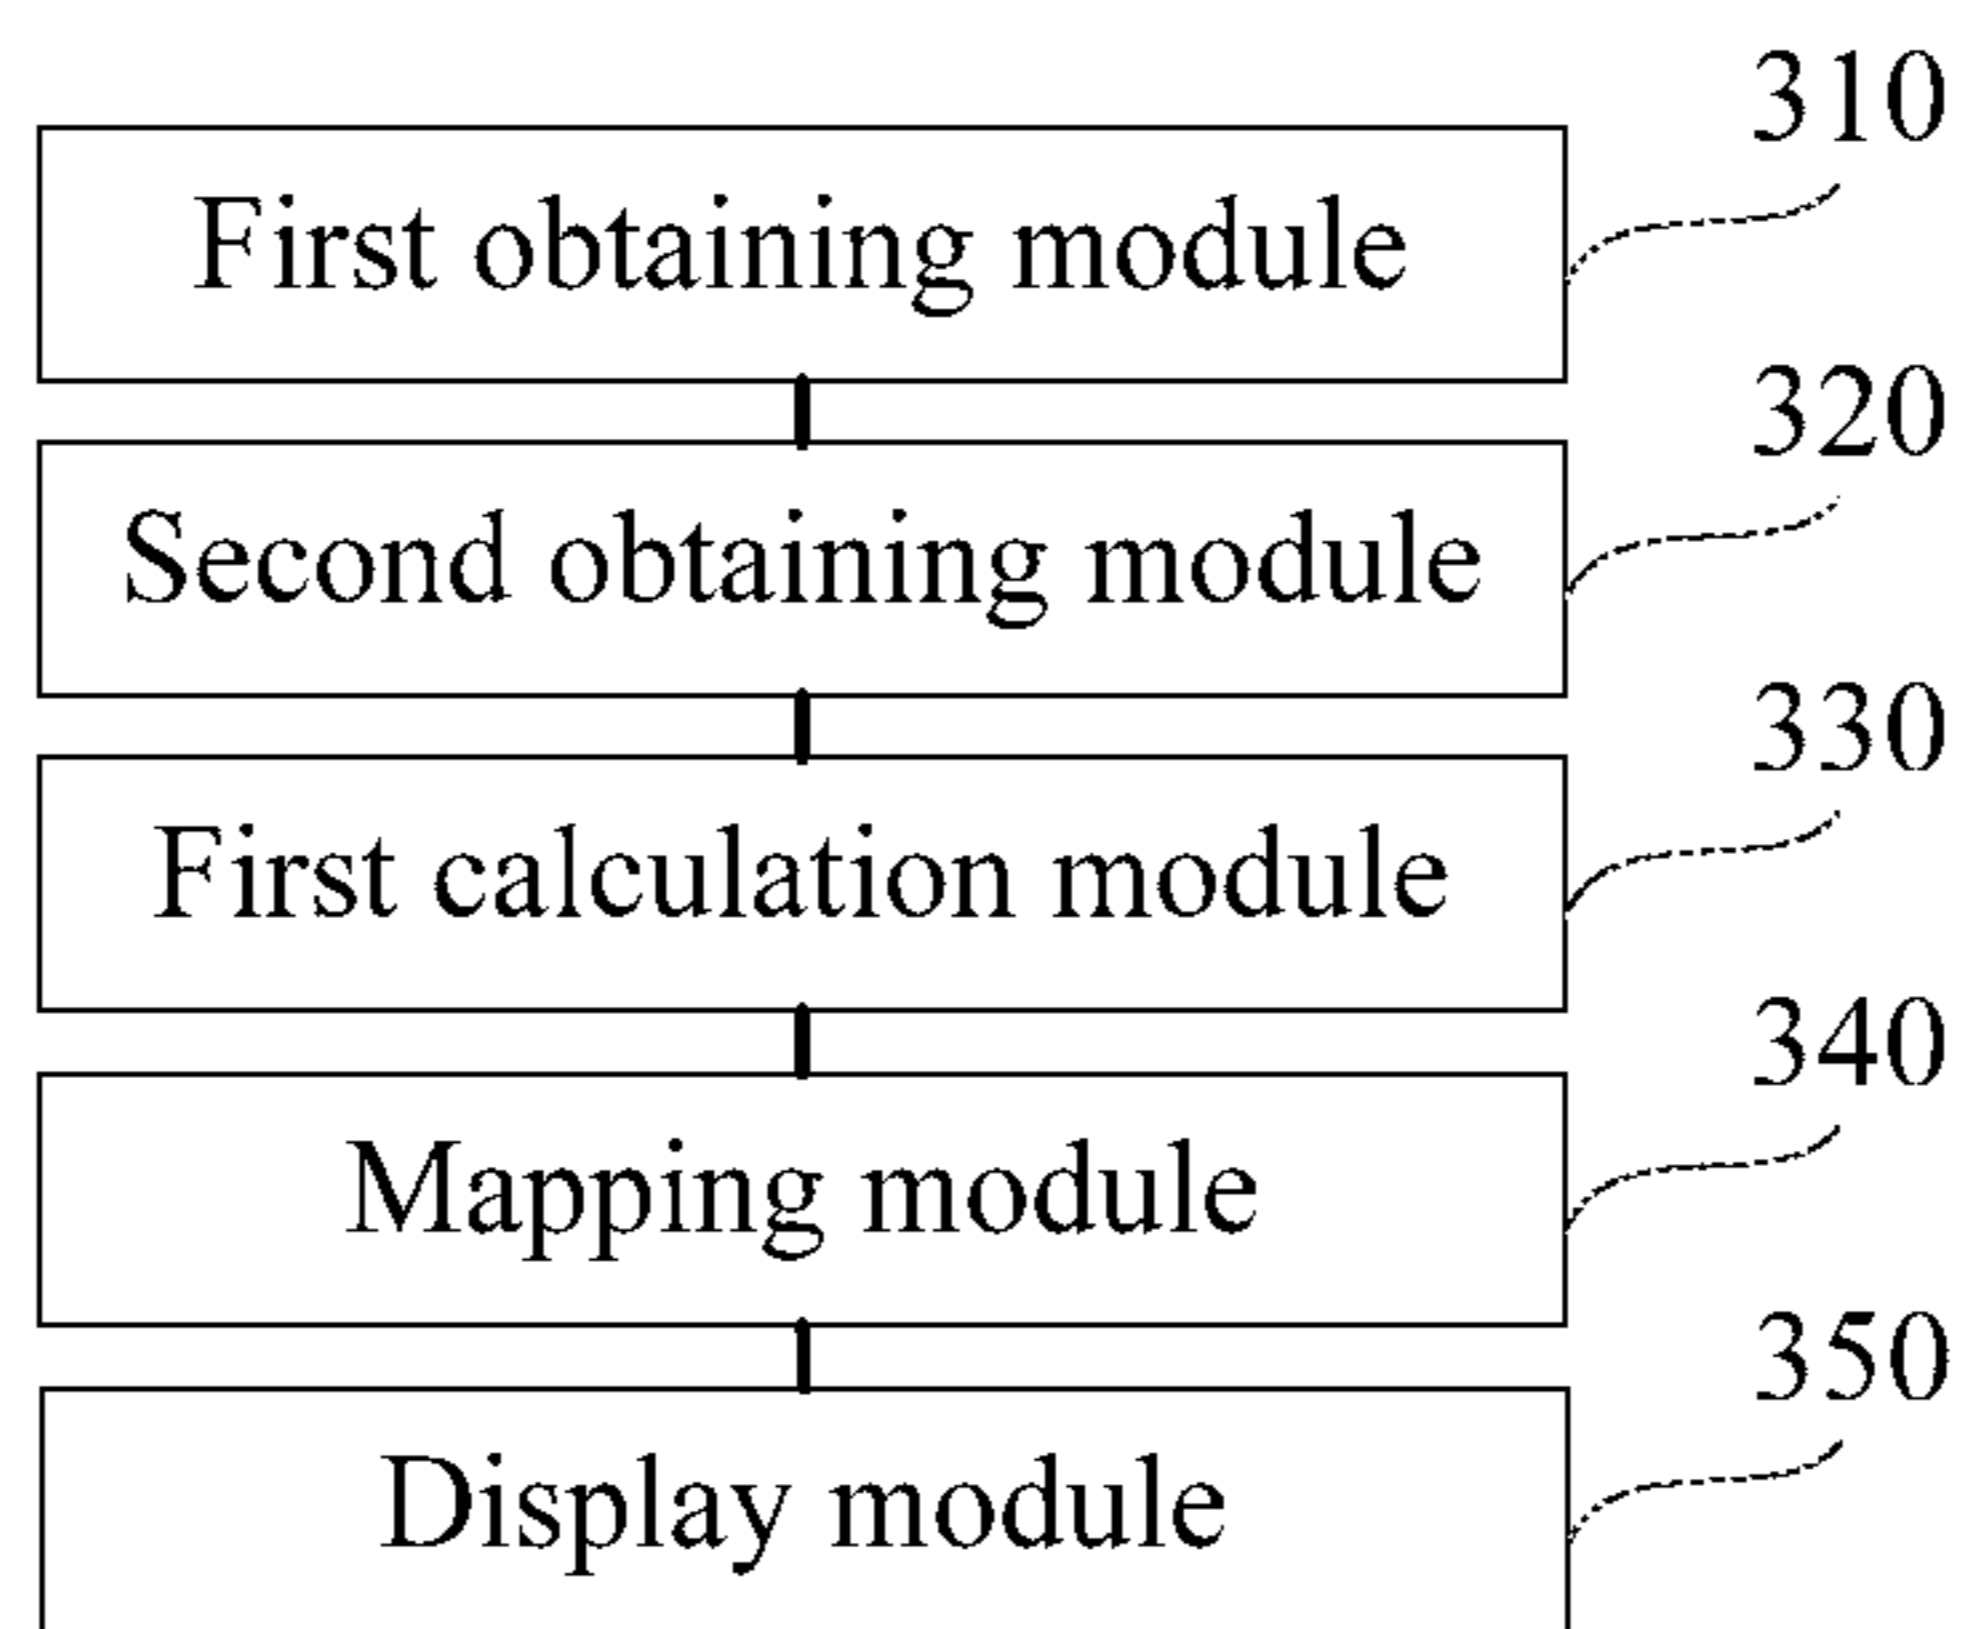 310
First obtaining module
320
Second obtaining module
330
First calculation module
340
Mapping module
350
Display module